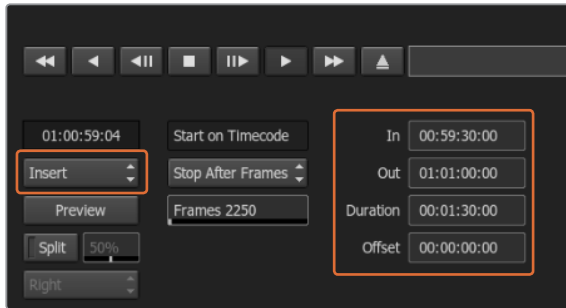 01:00:59:04 Start on Timecode In 00:59:30:00
Insert Stop After Frames Out 01:01:00:00
Preview Frames 2250 Duration 00:01:30:00
Split 50% Offset 00:00:00:00
Right